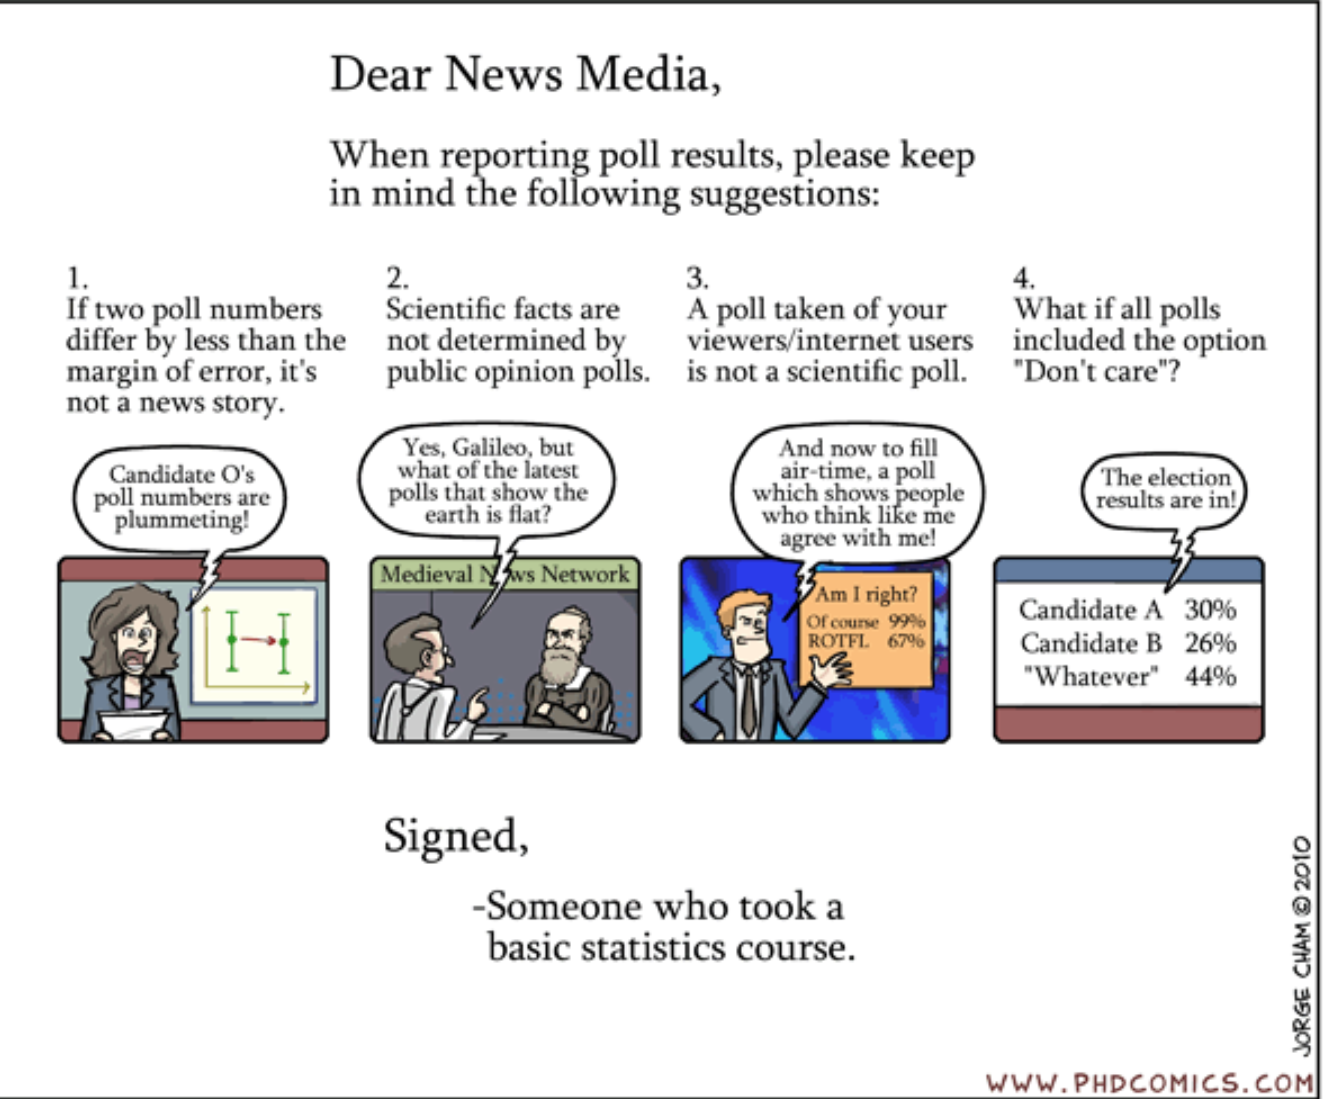 Dear News Media,
When reporting poll results, please keep
in mind the following suggestions:
1.
If two poll numbers
differ by less than the
margin of error, it's
not a news story.
Candidate O's
poll numbers are
plummeting!
2.
Scientific facts are
not determined by
public opinion polls.
Yes, Galileo, but
what of the latest
polls that show the
earth is flat?
Medieval News Network
3.
A poll taken of your
viewers/internet users
is not a scientific poll.
And now to fill
air-time, a poll
which shows people
who think like me
agree with me!
Am I right?
Of course 99%
ROTFL 67%
4.
What if all polls
included the option
"Don't care"?
The election
results are in!
Candidate A 30%
Candidate B 26%
"Whatever" 44%
Signed,
-Someone who took a
basic statistics course.
JORGE CHAM © 2010
WWW.PHDCOMICS.COM